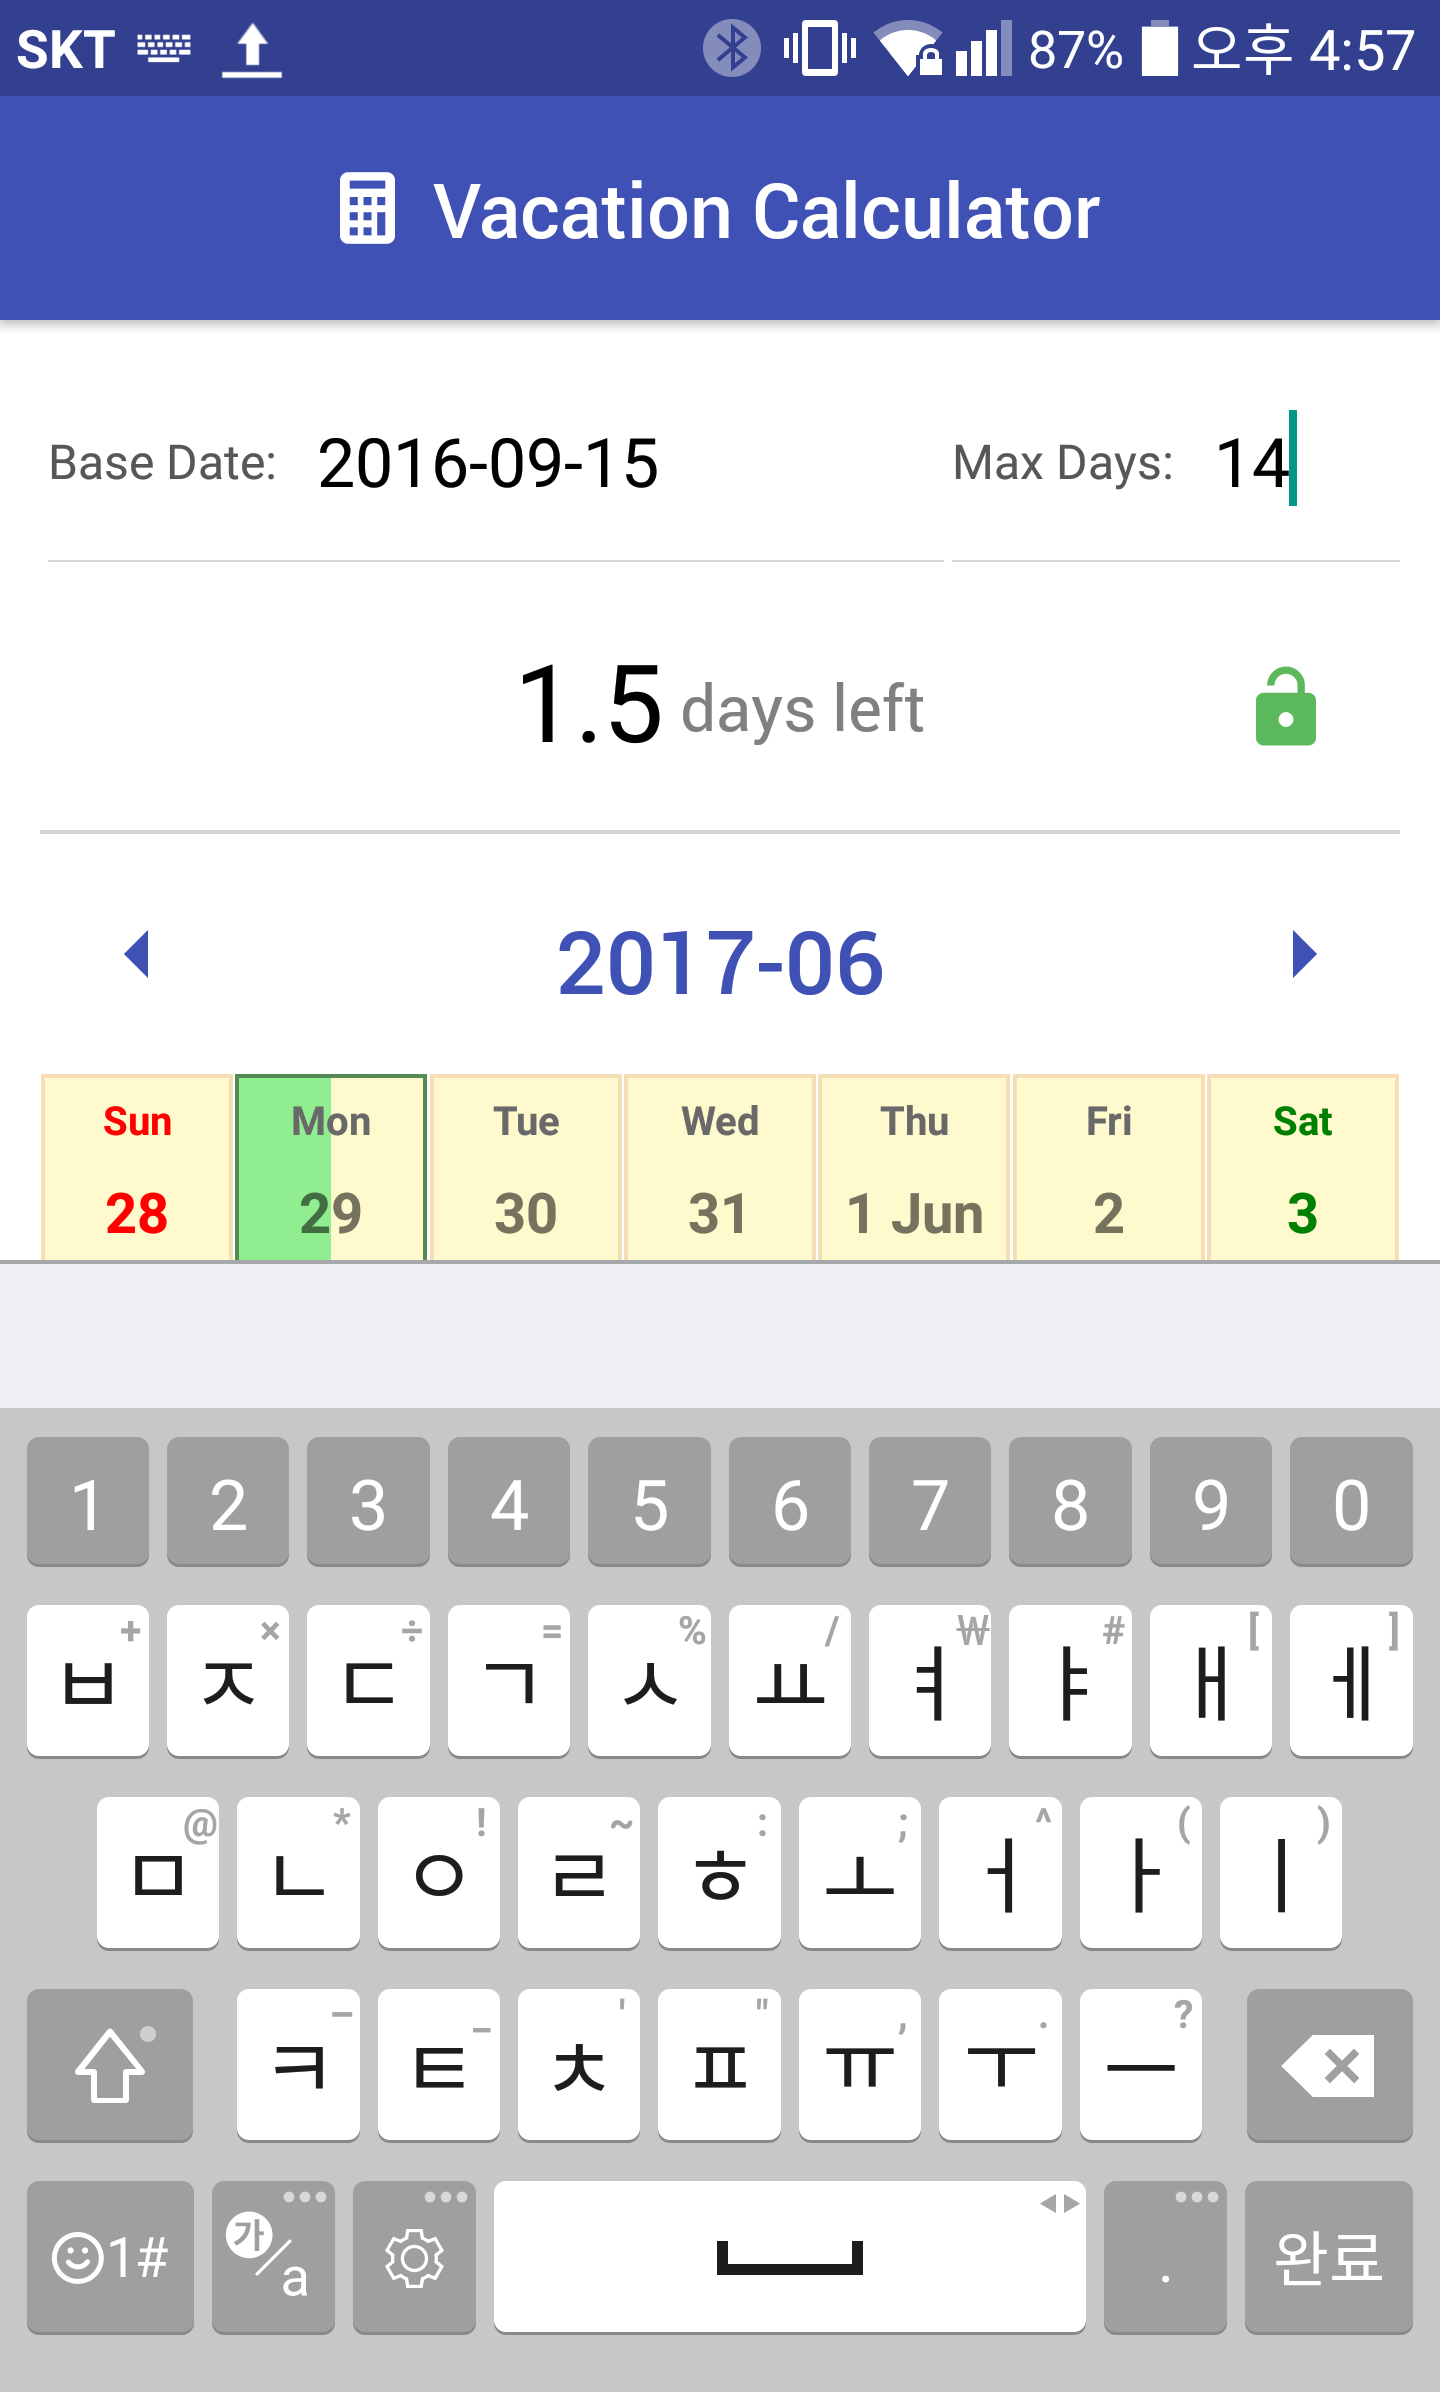 SKT 87% 오후 4:57
Vacation Calculator
Base Date: 2016-09-15 Max Days: 14
1.5 days left
2017-06
Sun Mon Tue Wed Thu Fri Sat
28 29 30 31 1 Jun 2 3
1 2 3 4 5 6 7 8 9 0
+ × ÷ = % / ₩ # [ ]
ㅂ ㅈ ㄷ ㄱ ㅅ ㅛ ㅕ ㅑ ㅐ ㅔ
@ * ! ~ : ; ^ ( )
ㅁ ㄴ ㅇ ㄹ ㅎ ㅗ ㅓ ㅏ ㅣ
– _ ' " , . ?
ㅋ ㅌ ㅊ ㅍ ㅠ ㅜ ㅡ
1# 가/a . 완료